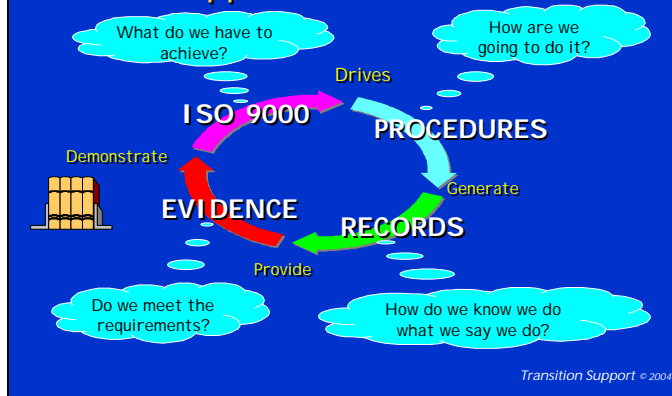 What do we have to
achieve?
How are we
going to do it?
Drives
ISO 9000
PROCEDURES
Demonstrate
Generate
EVIDENCE
RECORDS
Provide
Do we meet the
requirements?
How do we know we do
what we say we do?
Transition Support © 2004